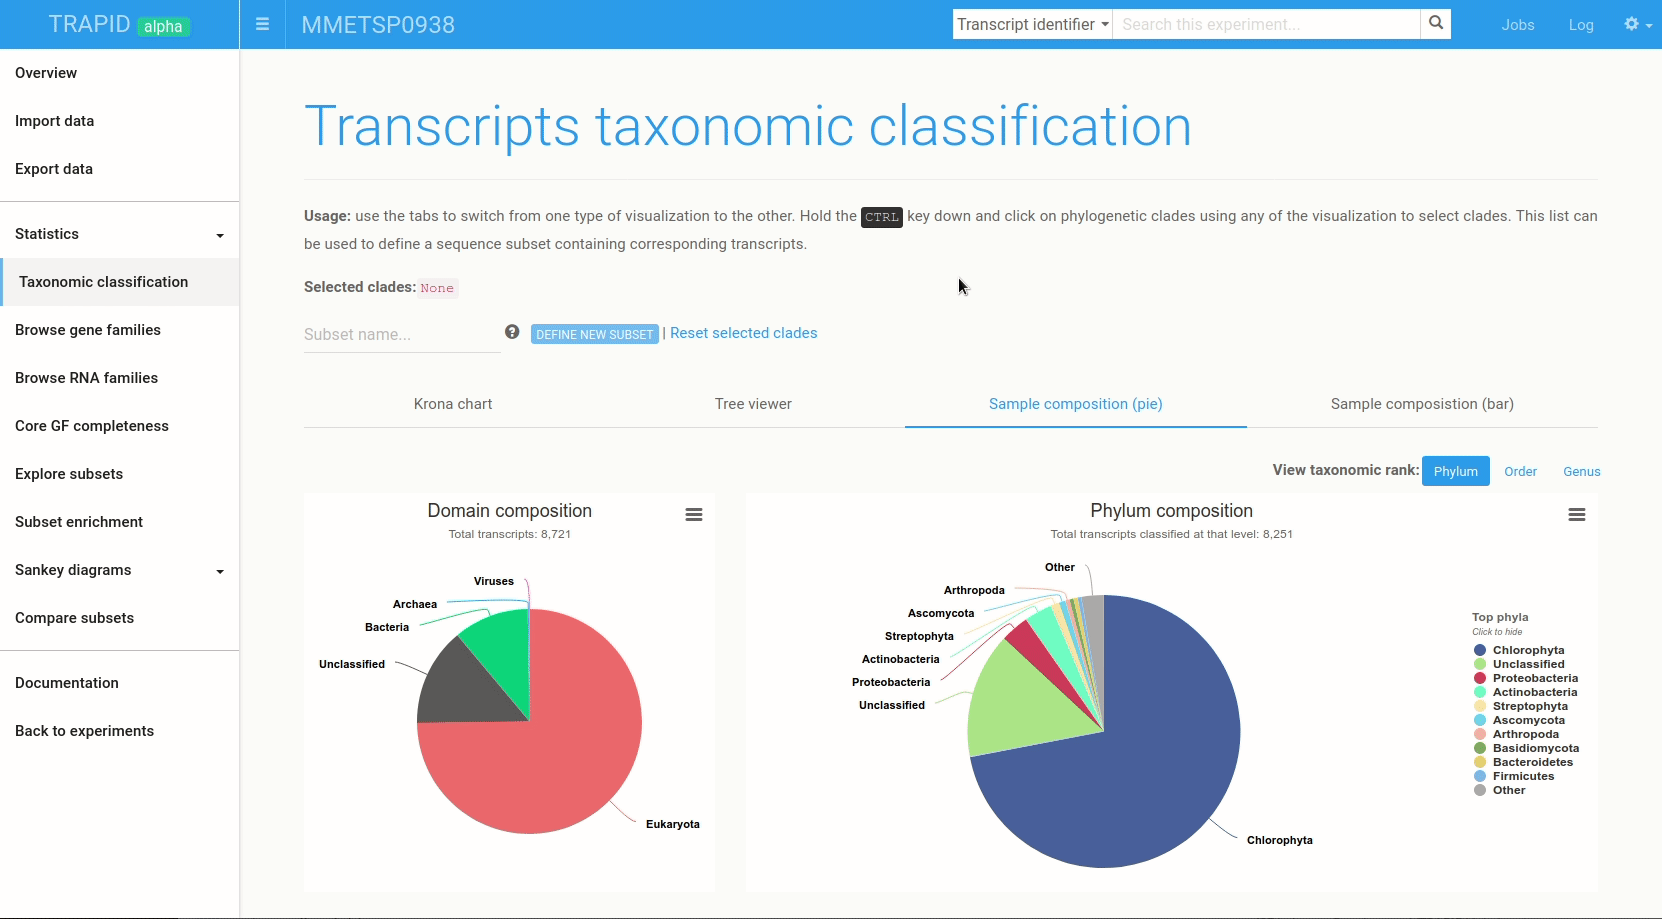 TRAPID alpha
MMETSP0938
Transcript identifier
Search this experiment...
Jobs
Log
Overview
Import data
Export data
Statistics
Taxonomic classification
Browse gene families
Browse RNA families
Core GF completeness
Explore subsets
Subset enrichment
Sankey diagrams
Compare subsets
Documentation
Back to experiments
Transcripts taxonomic classification
Usage: use the tabs to switch from one type of visualization to the other. Hold the CTRL key down and click on phylogenetic clades using any of the visualization to select clades. This list can
be used to define a sequence subset containing corresponding transcripts.
Selected clades: None
Subset name... ? DEFINE NEW SUBSET | Reset selected clades
Krona chart
Tree viewer
Sample composition (pie)
Sample composistion (bar)
View taxonomic rank: Phylum Order Genus
Domain composition
Total transcripts: 8,721
Viruses
Archaea
Bacteria
Unclassified
Eukaryota
Phylum composition
Total transcripts classified at that level: 8,251
Other
Arthropoda
Ascomycota
Streptophyta
Actinobacteria
Proteobacteria
Unclassified
Chlorophyta
Top phyla
Click to hide
Chlorophyta
Unclassified
Proteobacteria
Actinobacteria
Streptophyta
Ascomycota
Arthropoda
Basidiomycota
Bacteroidetes
Firmicutes
Other